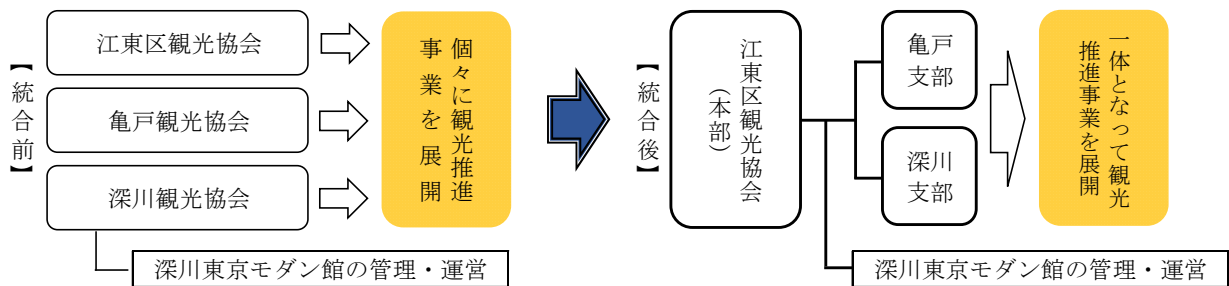 【統合前】
江東区観光協会
亀戸観光協会
深川観光協会
個々に観光推進
事業を展開
深川東京モダン館の管理・運営
【統合後】
江東区観光協会
（本部）
亀戸
支部
深川
支部
一体となって観光
推進事業を展開
深川東京モダン館の管理・運営